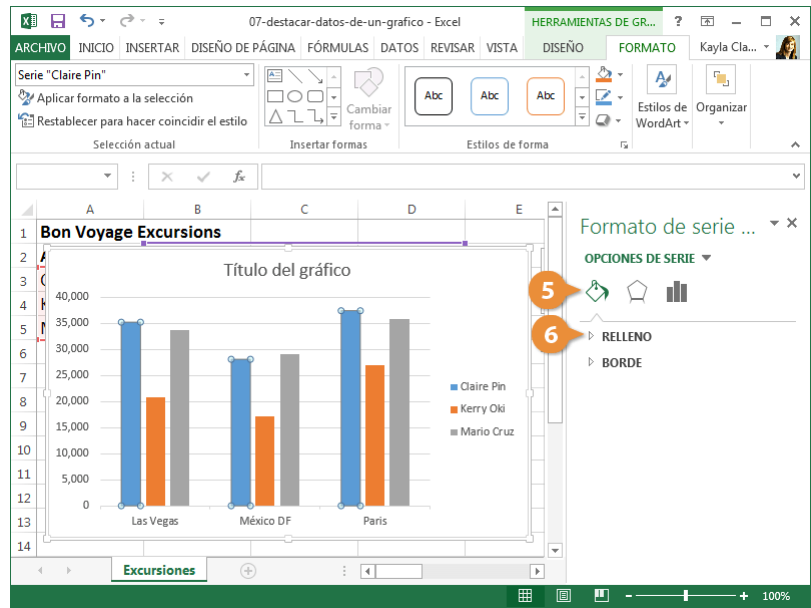 07-destacar-datos-de-un-grafico - Excel
HERRAMIENTAS DE GR... ?
ARCHIVO INICIO INSERTAR DISEÑO DE PÁGINA FÓRMULAS DATOS REVISAR VISTA DISEÑO FORMATO Kayla Cla...
Serie "Claire Pin"
Aplicar formato a la selección
Restablecer para hacer coincidir el estilo
Selección actual
Cambiar
forma
Insertar formas
Abc Abc Abc
Estilos de forma
Estilos de
WordArt
Organizar
fx
A B C D E
1 Bon Voyage Excursions
2
3
4
5
6
7
8
9
10
11
12
13
14
Título del gráfico
40,000
35,000
30,000
25,000
20,000
15,000
10,000
5,000
0
Las Vegas México DF Paris
Claire Pin
Kerry Oki
Mario Cruz
Formato de serie ...
OPCIONES DE SERIE
5
6
RELLENO
BORDE
Excursiones
100%